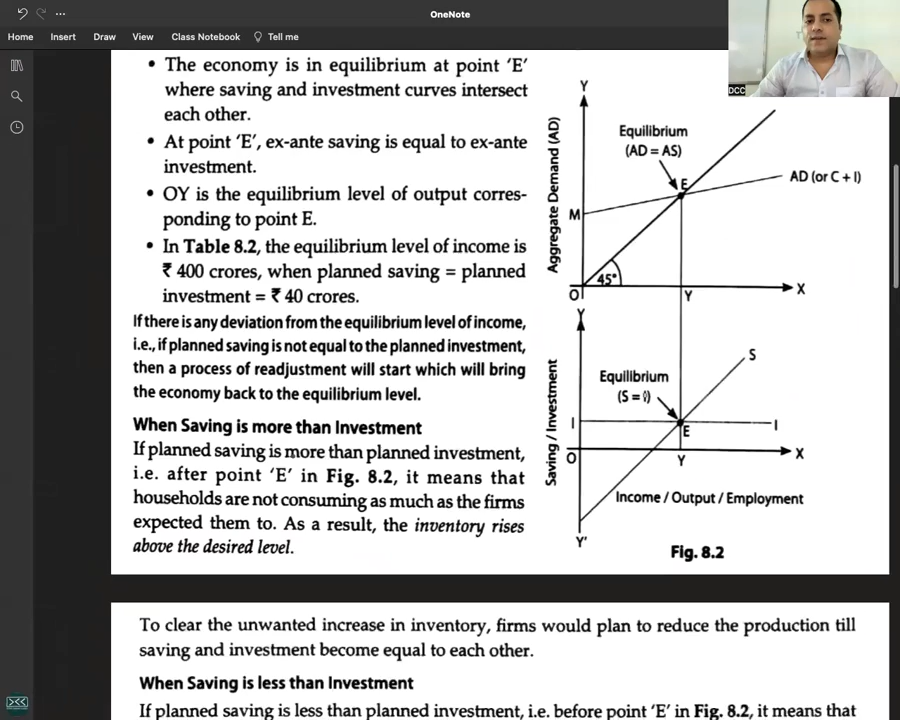 OneNote
Home Insert Draw View Class Notebook Tell me
DCC
• The economy is in equilibrium at point 'E'
where saving and investment curves intersect
each other.
• At point 'E', ex-ante saving is equal to ex-ante
investment.
• OY is the equilibrium level of output corres-
ponding to point E.
• In Table 8.2, the equilibrium level of income is
₹ 400 crores, when planned saving = planned
investment = ₹ 40 crores.
If there is any deviation from the equilibrium level of income,
i.e., if planned saving is not equal to the planned investment,
then a process of readjustment will start which will bring
the economy back to the equilibrium level.
When Saving is more than Investment
If planned saving is more than planned investment,
i.e. after point 'E' in Fig. 8.2, it means that
households are not consuming as much as the firms
expected them to. As a result, the inventory rises
above the desired level.
Y
Aggregate Demand (AD)
Equilibrium
(AD = AS)
E
AD (or C + I)
M
45°
O
Y
X
Y
Saving / Investment
S
Equilibrium
(S = I)
I
E
I
O
Y
X
Income / Output / Employment
Y'
Fig. 8.2
To clear the unwanted increase in inventory, firms would plan to reduce the production till
saving and investment become equal to each other.
When Saving is less than Investment
If planned saving is less than planned investment, i.e. before point 'E' in Fig. 8.2, it means that